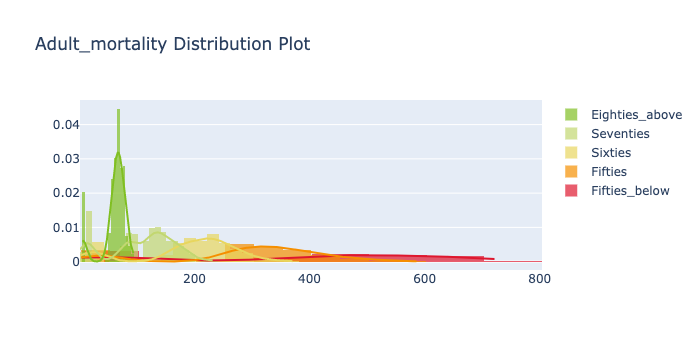 Adult_mortality Distribution Plot
Eighties_above
Seventies
Sixties
Fifties
Fifties_below
0.04
0.03
0.02
0.01
0
200
400
600
800